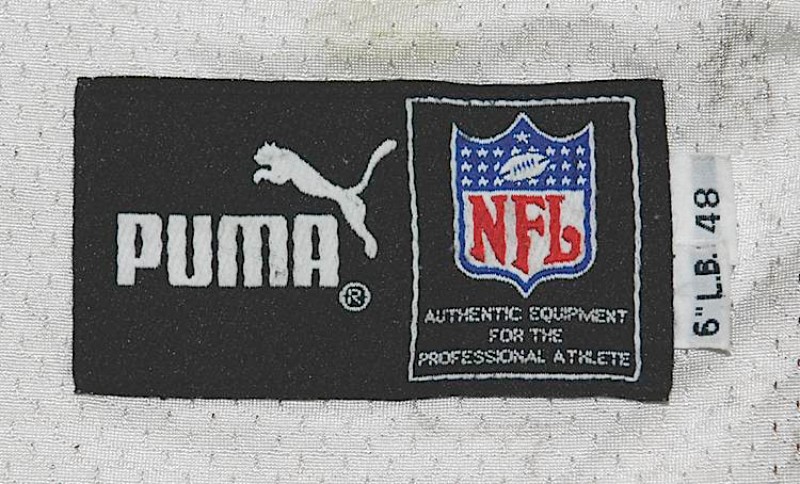 PUMA®
NFL
AUTHENTIC EQUIPMENT
FOR THE
PROFESSIONAL ATHLETE
6" L.B. 48